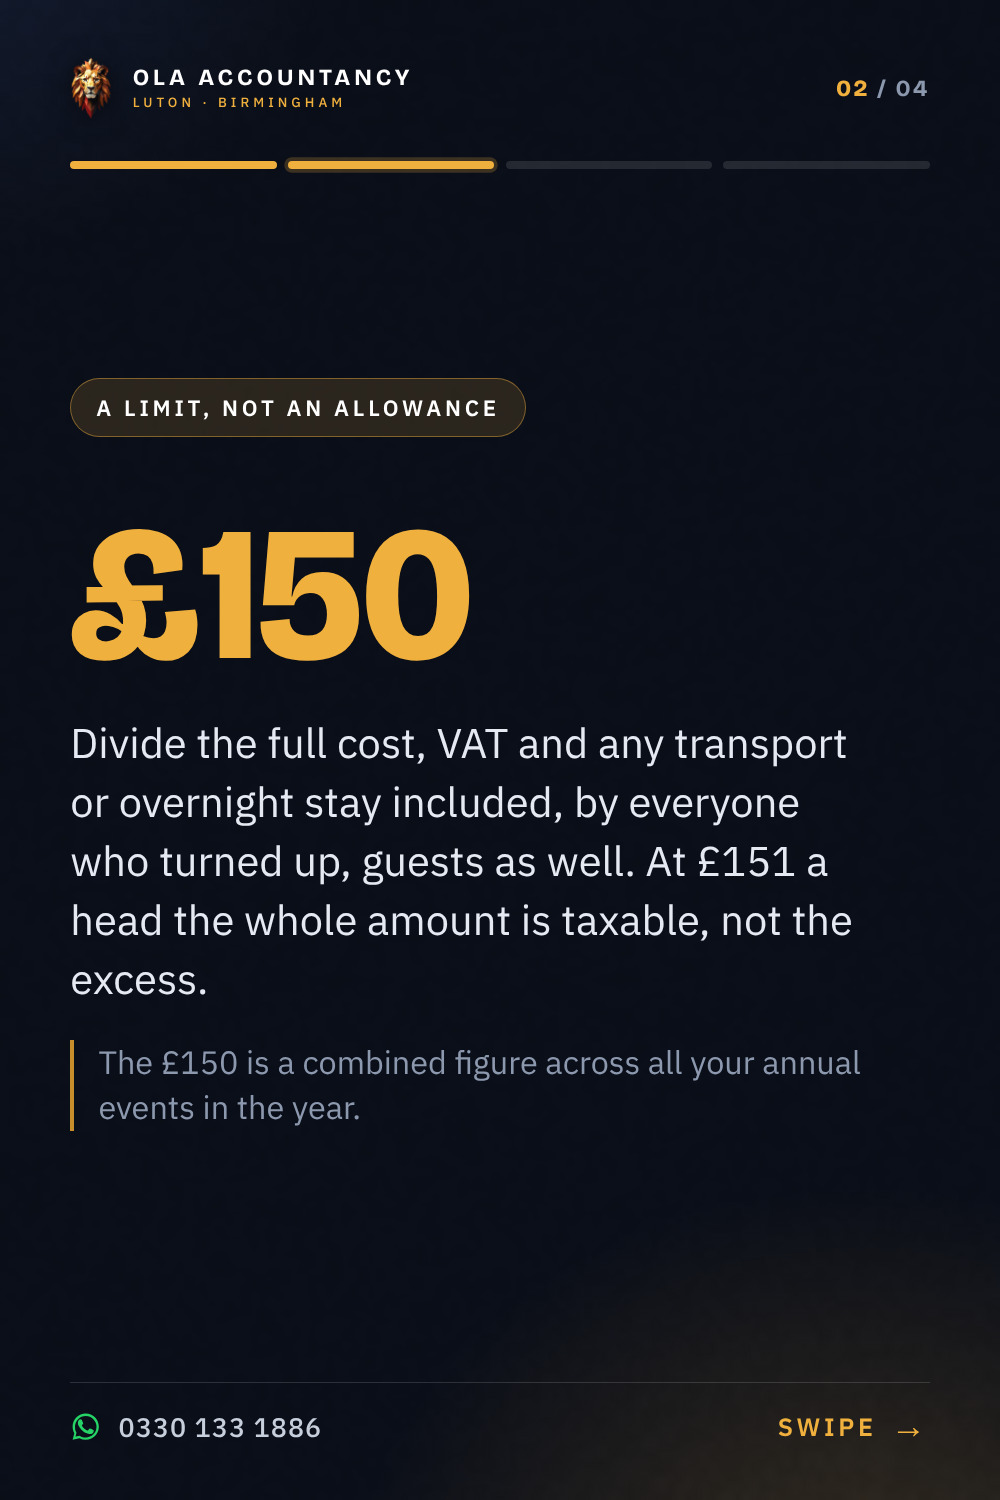 OLA ACCOUNTANCY
LUTON · BIRMINGHAM
02 / 04
A LIMIT, NOT AN ALLOWANCE
£150
Divide the full cost, VAT and any transport
or overnight stay included, by everyone
who turned up, guests as well. At £151 a
head the whole amount is taxable, not the
excess.
The £150 is a combined figure across all your annual
events in the year.
0330 133 1886
SWIPE →